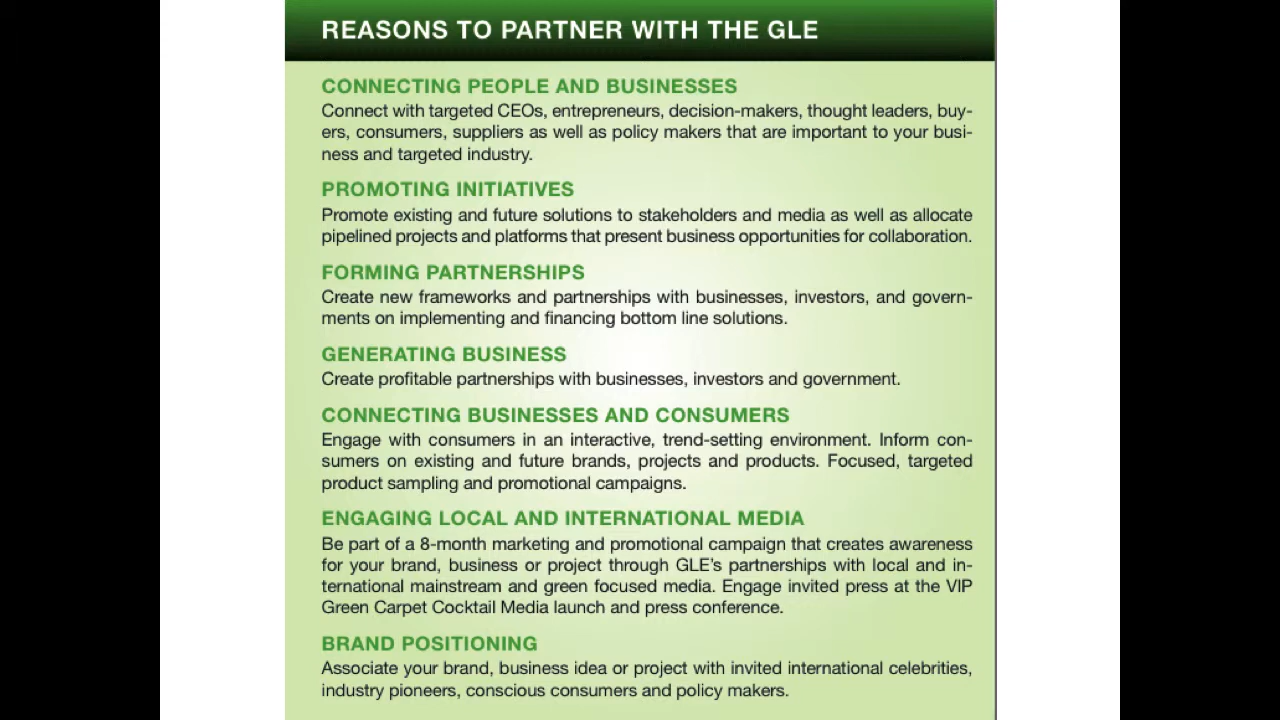 REASONS TO PARTNER WITH THE GLE
CONNECTING PEOPLE AND BUSINESSES
Connect with targeted CEOs, entrepreneurs, decision-makers, thought leaders, buy-
ers, consumers, suppliers as well as policy makers that are important to your busi-
ness and targeted industry.
PROMOTING INITIATIVES
Promote existing and future solutions to stakeholders and media as well as allocate
pipelined projects and platforms that present business opportunities for collaboration.
FORMING PARTNERSHIPS
Create new frameworks and partnerships with businesses, investors, and govern-
ments on implementing and financing bottom line solutions.
GENERATING BUSINESS
Create profitable partnerships with businesses, investors and government.
CONNECTING BUSINESSES AND CONSUMERS
Engage with consumers in an interactive, trend-setting environment. Inform con-
sumers on existing and future brands, projects and products. Focused, targeted
product sampling and promotional campaigns.
ENGAGING LOCAL AND INTERNATIONAL MEDIA
Be part of a 8-month marketing and promotional campaign that creates awareness
for your brand, business or project through GLE's partnerships with local and in-
ternational mainstream and green focused media. Engage invited press at the VIP
Green Carpet Cocktail Media launch and press conference.
BRAND POSITIONING
Associate your brand, business idea or project with invited international celebrities,
industry pioneers, conscious consumers and policy makers.